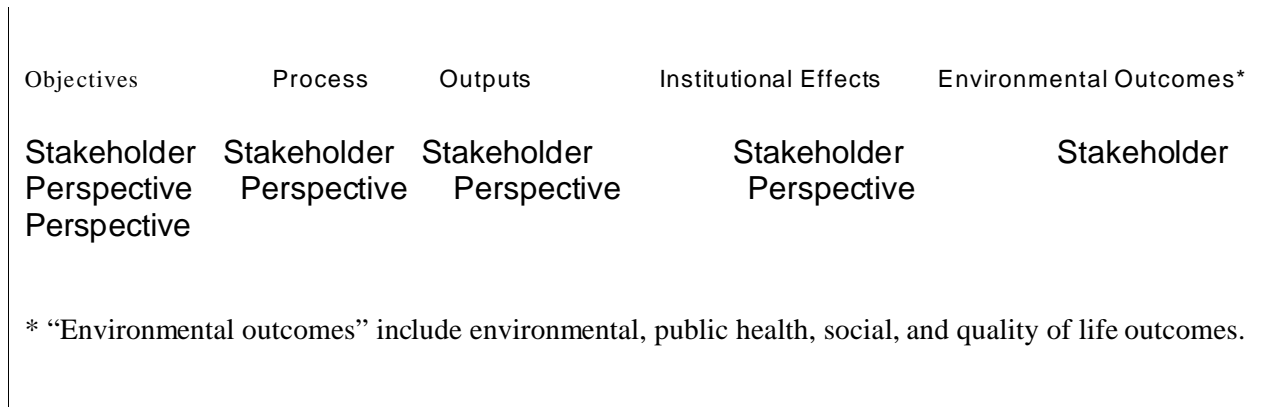 Objectives Process Outputs Institutional Effects Environmental Outcomes*
Stakeholder Stakeholder Stakeholder Stakeholder Stakeholder
Perspective Perspective Perspective Perspective
Perspective
* “Environmental outcomes” include environmental, public health, social, and quality of life outcomes.